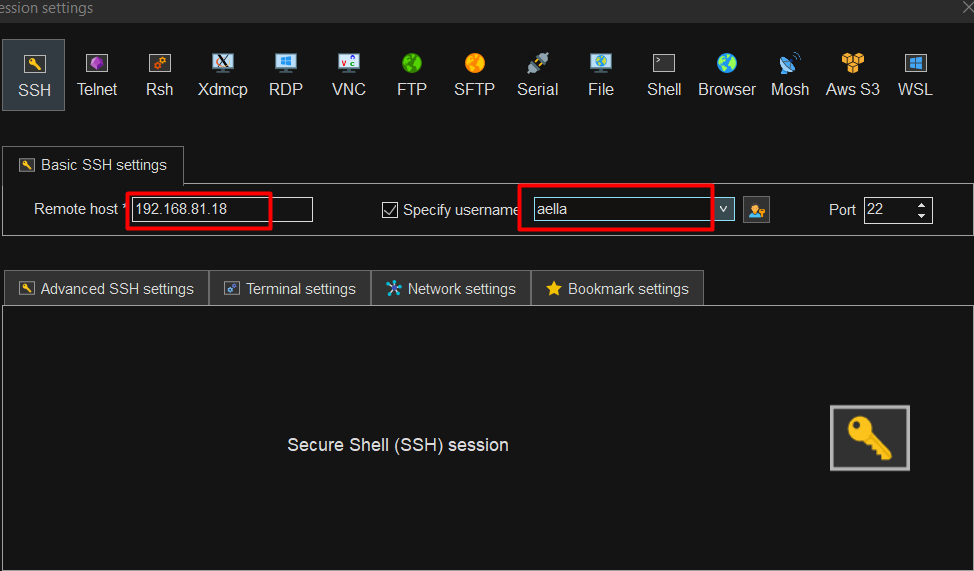 ession settings
SSH Telnet Rsh Xdmcp RDP VNC FTP SFTP Serial File Shell Browser Mosh Aws S3 WSL
Basic SSH settings
Remote host * 192.168.81.18 Specify username aella Port 22
Advanced SSH settings Terminal settings Network settings Bookmark settings
Secure Shell (SSH) session